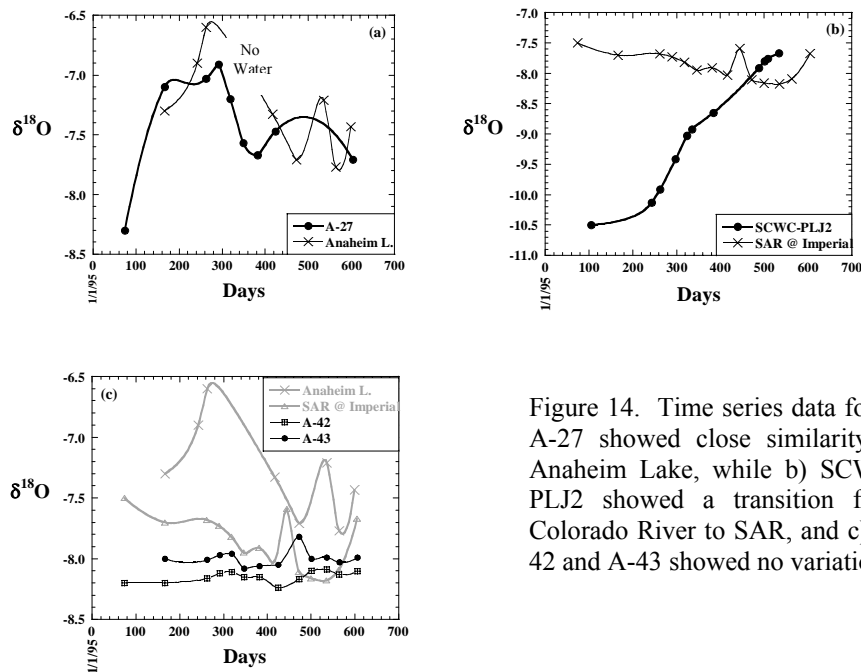 (a)
-6.5
-7.0
-7.5
-8.0
-8.5
δ¹⁸O
No
Water
A-27
Anaheim L.
0 100 200 300 400 500 600 700
1/1/95
Days
(b)
-7.0
-7.5
-8.0
-8.5
-9.0
-9.5
-10.0
-10.5
-11.0
δ¹⁸O
SCWC-PLJ2
SAR @ Imperial
0 100 200 300 400 500 600 700
1/1/95
Days
(c)
-6.5
-7.0
-7.5
-8.0
-8.5
δ¹⁸O
Anaheim L.
SAR @ Imperial
A-42
A-43
0 100 200 300 400 500 600 700
1/1/95
Days
Figure 14. Time series data fo
A-27 showed close similarity
Anaheim Lake, while b) SCW
PLJ2 showed a transition f
Colorado River to SAR, and c)
42 and A-43 showed no variatio